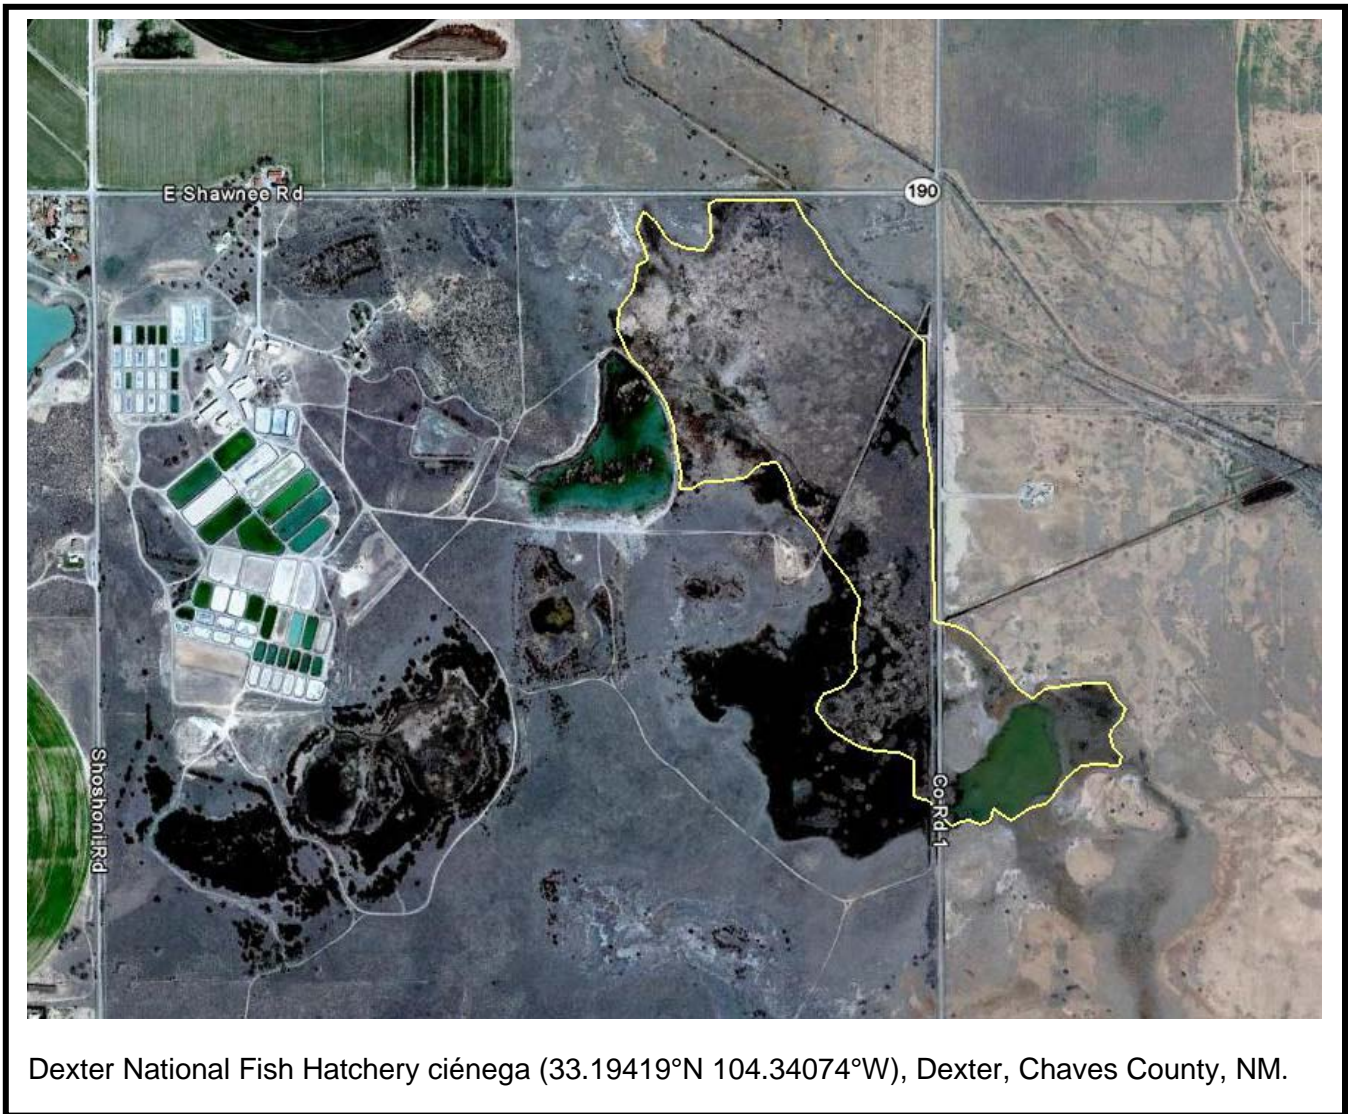 E Shawnee Rd
190
Shoshoni Rd
Co Rd 1
Dexter National Fish Hatchery ciénega (33.19419°N 104.34074°W), Dexter, Chaves County, NM.